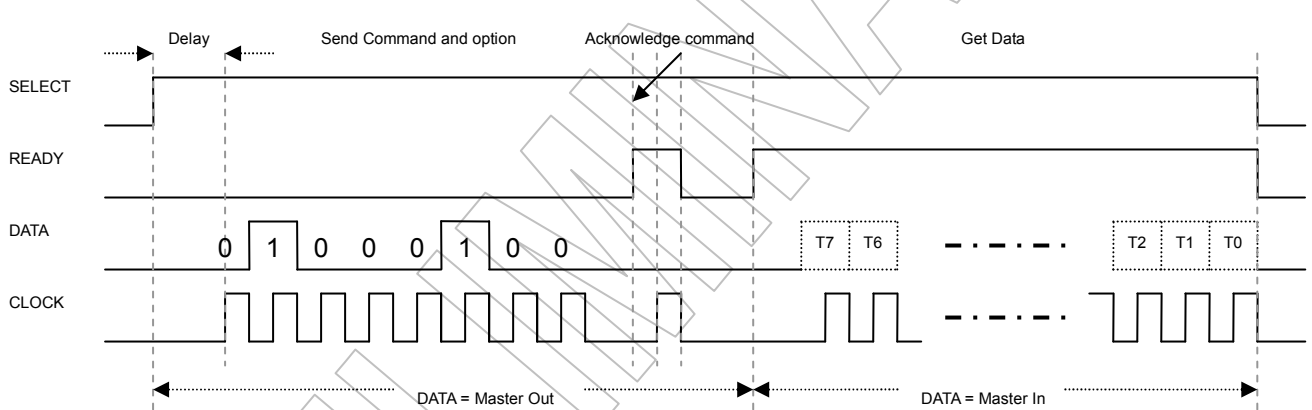 Delay Send Command and option Acknowledge command Get Data
SELECT
READY
DATA 0 1 0 0 0 1 0 0 T7 T6 T2 T1 T0
CLOCK
DATA = Master Out DATA = Master In